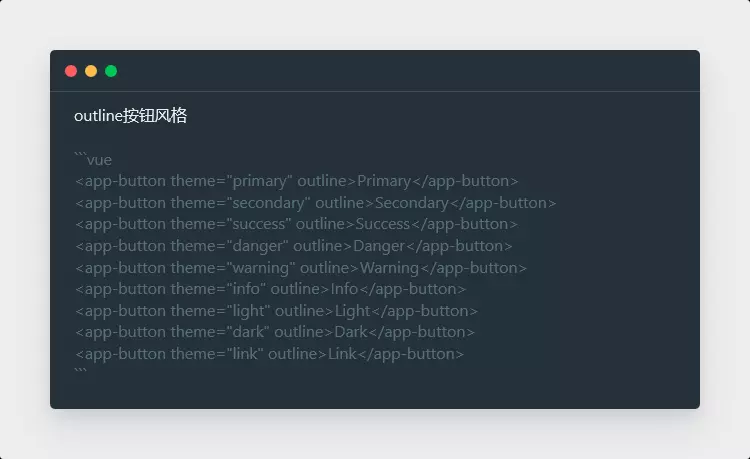 outline按钮风格
```vue
<app-button theme="primary" outline>Primary</app-button>
<app-button theme="secondary" outline>Secondary</app-button>
<app-button theme="success" outline>Success</app-button>
<app-button theme="danger" outline>Danger</app-button>
<app-button theme="warning" outline>Warning</app-button>
<app-button theme="info" outline>Info</app-button>
<app-button theme="light" outline>Light</app-button>
<app-button theme="dark" outline>Dark</app-button>
<app-button theme="link" outline>Link</app-button>
```